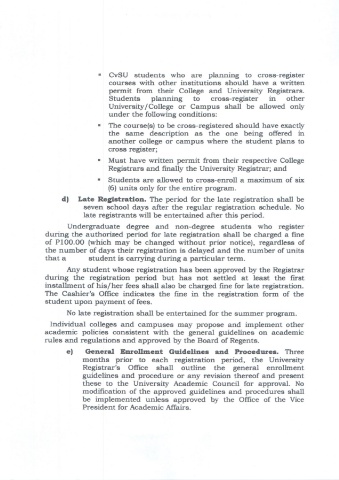 • CvSU students who are planning to cross-register
courses with other institutions should have a written
permit from their College and University Registrars.
Students planning to cross-register in other
University/College or Campus shall be allowed only
under the following conditions:
• The course(s) to be cross-registered should have exactly
the same description as the one being offered in
another college or campus where the student plans to
cross register;
• Must have written permit from their respective College
Registrars and finally the University Registrar; and
• Students are allowed to cross-enroll a maximum of six
(6) units only for the entire program.
d) Late Registration. The period for the late registration shall be
seven school days after the regular registration schedule. No
late registrants will be entertained after this period.
Undergraduate degree and non-degree students who register
during the authorized period for late registration shall be charged a fine
of P100.00 (which may be changed without prior notice), regardless of
the number of days their registration is delayed and the number of units
that a student is carrying during a particular term.
Any student whose registration has been approved by the Registrar
during the registration period but has not settled at least the first
installment of his/her fees shall also be charged fine for late registration.
The Cashier's Office indicates the fine in the registration form of the
student upon payment of fees.
No late registration shall be entertained for the summer program.
Individual colleges and campuses may propose and implement other
academic policies consistent with the general guidelines on academic
rules and regulations and approved by the Board of Regents.
e) General Enrollment Guidelines and Procedures. Three
months prior to each registration period, the University
Registrar's Office shall outline the general enrollment
guidelines and procedure or any revision thereof and present
these to the University Academic Council for approval. No
modification of the approved guidelines and procedures shall
be implemented unless approved by the Office of the Vice
President for Academic Affairs.